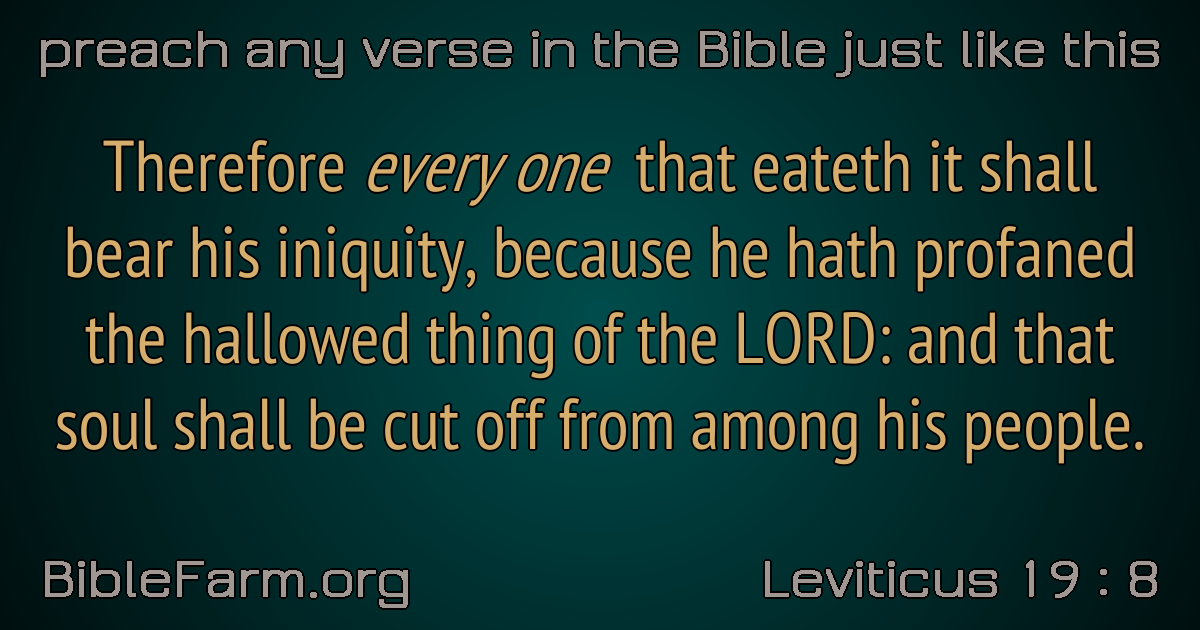 preach any verse in the Bible just like this
Therefore every one that eateth it shall
bear his iniquity, because he hath profaned
the hallowed thing of the LORD: and that
soul shall be cut off from among his people.
BibleFarm.org
Leviticus 19 : 8